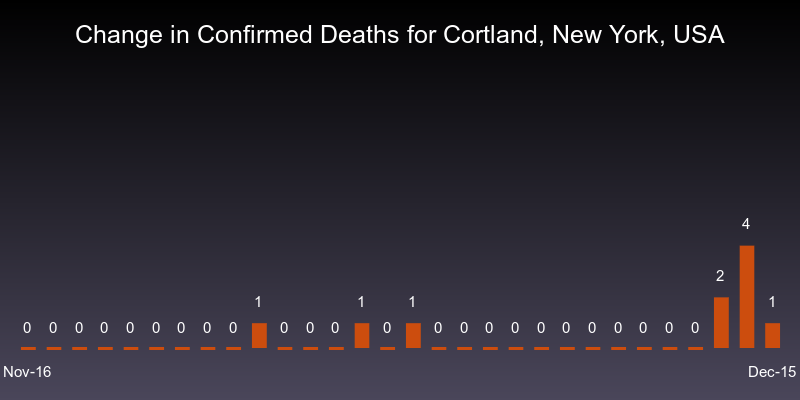 Change in Confirmed Deaths for Cortland, New York, USA
4
2
1 1 1 1
0 0 0 0 0 0 0 0 0 0 0 0 0 0 0 0 0 0 0 0 0 0 0 0
Nov-16 Dec-15